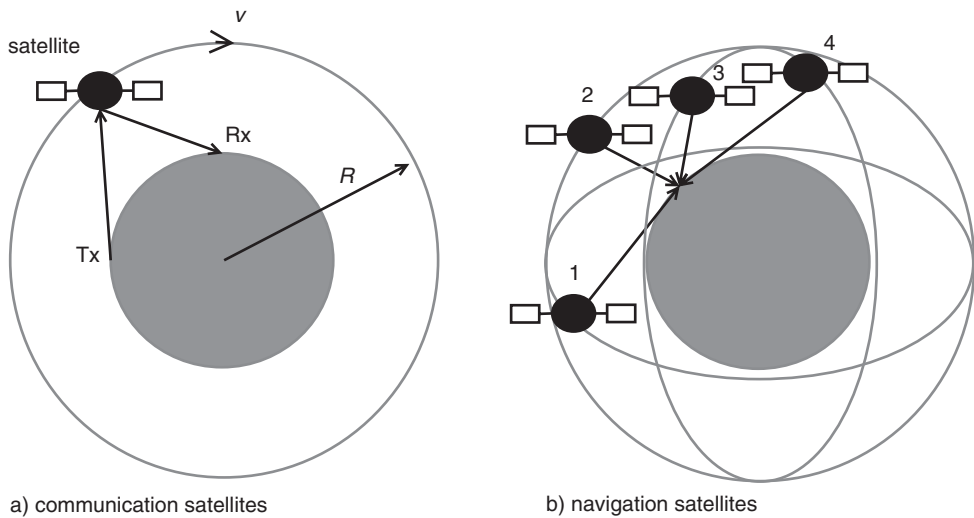 v
satellite
Rx
R
Tx
a) communication satellites
4
3
2
1
b) navigation satellites